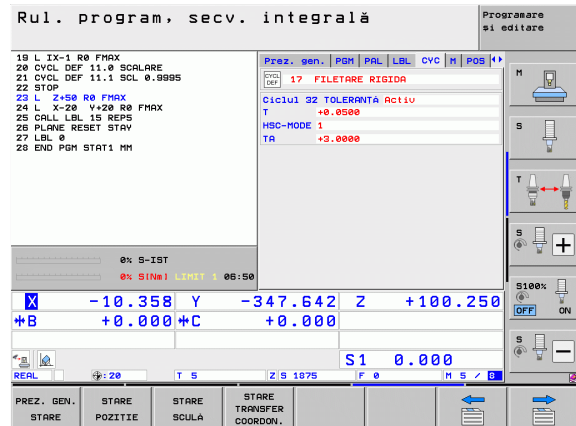 Rul. program, secv. integrală
Programare
și editare
19 L IX-1 R0 FMAX
20 CYCL DEF 11.0 SCALARE
21 CYCL DEF 11.1 SCL 0.9995
22 STOP
23 L Z+50 R0 FMAX
24 L X-20 Y+20 R0 FMAX
25 CALL LBL 15 REP5
26 PLANE RESET STAY
27 LBL 0
28 END PGM STAT1 MM
Prez. gen. PGM PAL LBL CYC M POS
CYCL
DEF
17 FILETARE RIGIDA
Ciclul 32 TOLERANȚĂ Activ
T +0.0500
HSC-MODE 1
TA +3.0000
0% S-IST
0% S[Nm] LIMIT 1 06:50
X -10.358 Y -347.642 Z +100.250
B +0.000 C +0.000
S1 0.000
REAL : 20 T 5 Z S 1875 F 0 M 5 / 8
M
S
T
S
S100%
OFF ON
S
PREZ. GEN.
STARE
STARE
POZITIE
STARE
SCULĂ
STARE
TRANSFER
COORDON.